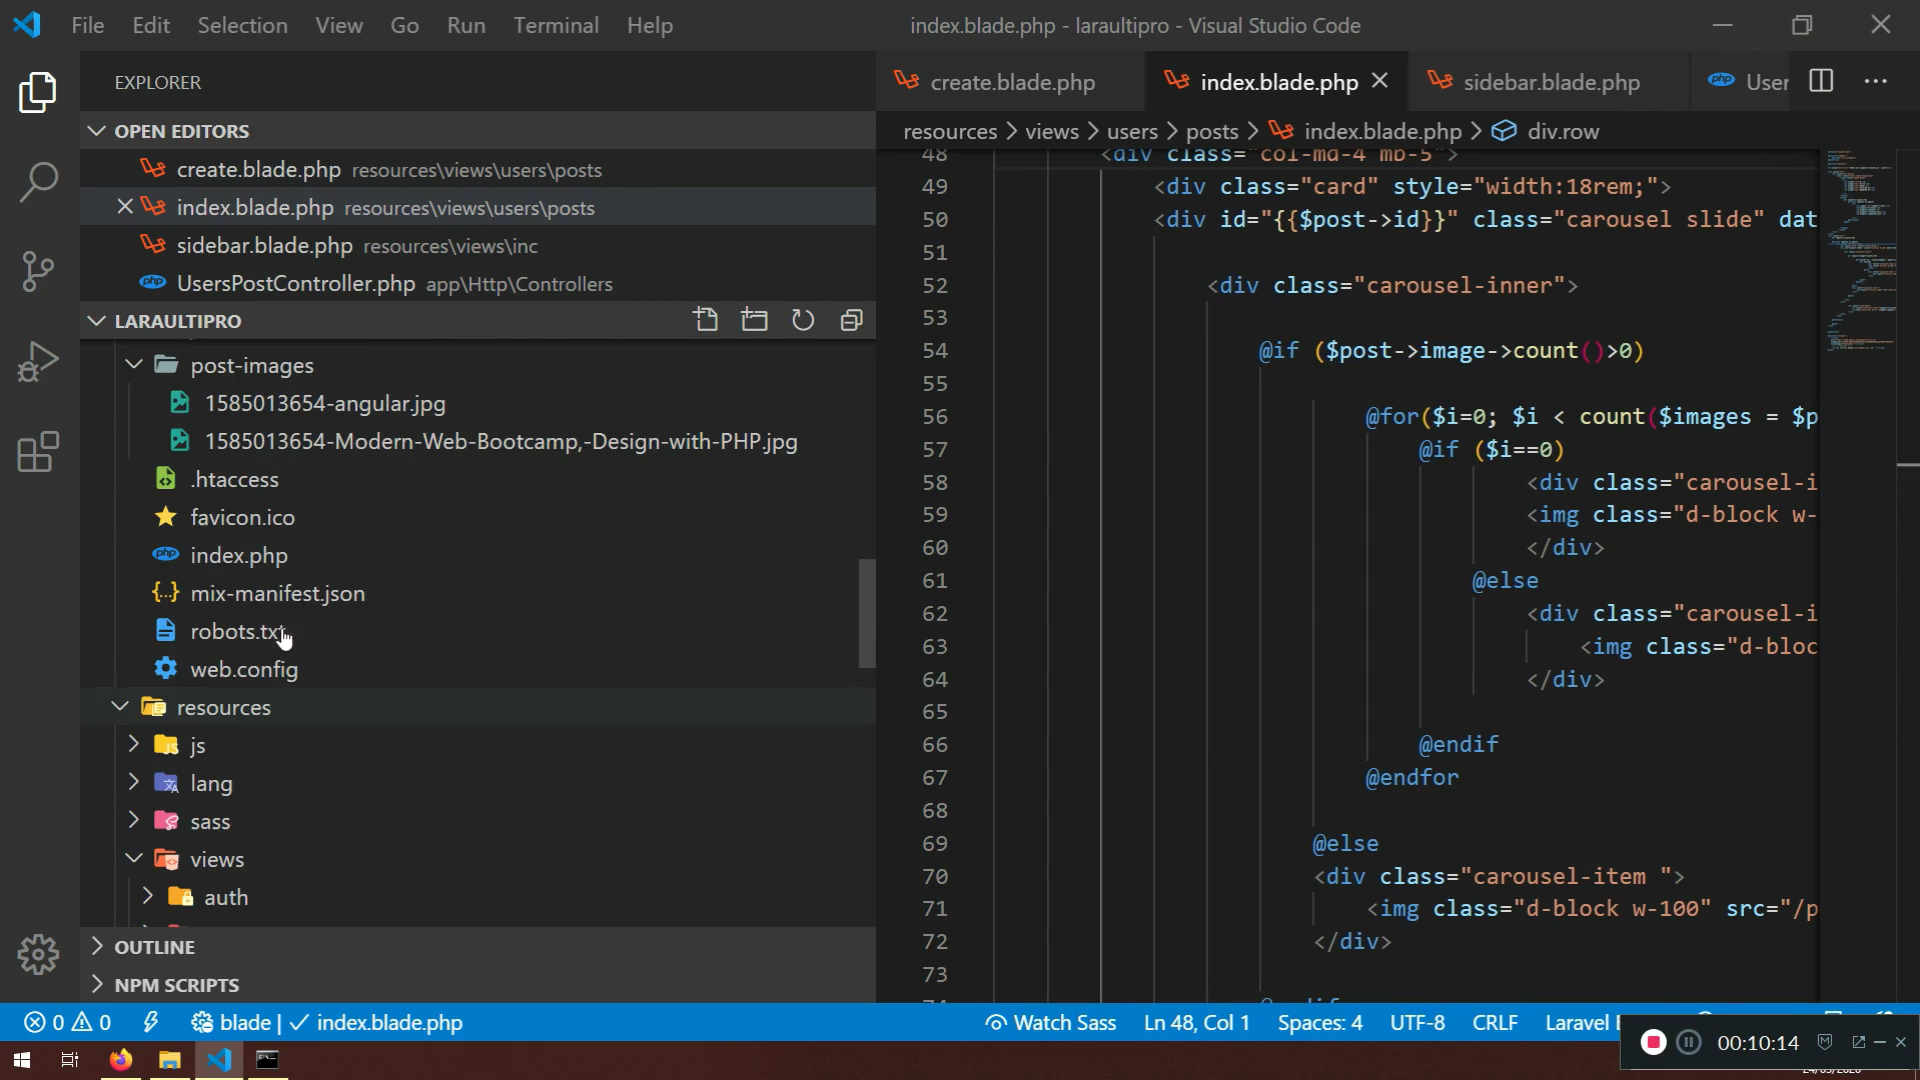 File Edit Selection View Go Run Terminal Help
index.blade.php - laraultipro - Visual Studio Code
EXPLORER
OPEN EDITORS
create.blade.php resources\views\users\posts
index.blade.php resources\views\users\posts
sidebar.blade.php resources\views\inc
UsersPostController.php app\Http\Controllers
LARAULTIPRO
post-images
1585013654-angular.jpg
1585013654-Modern-Web-Bootcamp,-Design-with-PHP.jpg
.htaccess
favicon.ico
index.php
mix-manifest.json
robots.txt
web.config
resources
js
lang
sass
views
auth
OUTLINE
NPM SCRIPTS
create.blade.php
index.blade.php
sidebar.blade.php
php User
resources > views > users > posts > index.blade.php > div.row
48 <div class="col-md-4 mb-5">
49 <div class="card" style="width:18rem;">
50 <div id="{{$post->id}}" class="carousel slide" dat
51
52 <div class="carousel-inner">
53
54 @if ($post->image->count()>0)
55
56 @for($i=0; $i < count($images = $p
57 @if ($i==0)
58 <div class="carousel-i
59 <img class="d-block w-
60 </div>
61 @else
62 <div class="carousel-i
63 <img class="d-bloc
64 </div>
65
66 @endif
67 @endfor
68
69 @else
70 <div class="carousel-item ">
71 <img class="d-block w-100" src="/p
72 </div>
73
0 0 blade | ✓ index.blade.php
Watch Sass Ln 48, Col 1 Spaces: 4 UTF-8 CRLF Laravel
00:10:14